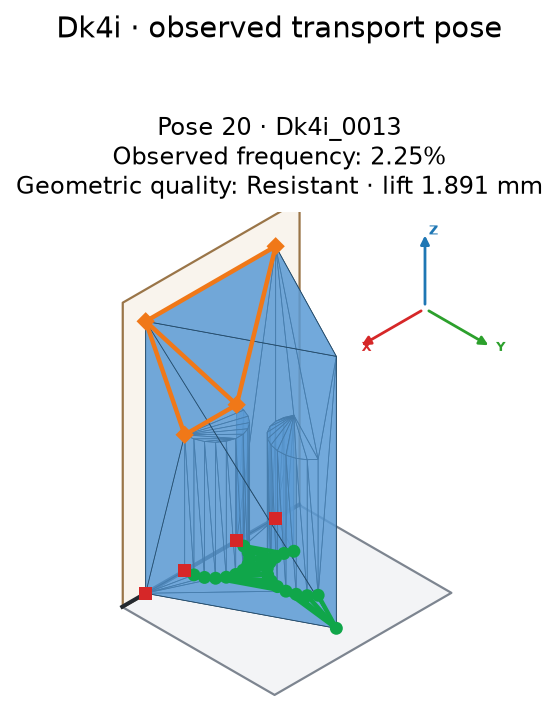 Dk4i · observed transport pose
Pose 20 · Dk4i_0013
Observed frequency: 2.25%
Geometric quality: Resistant · lift 1.891 mm
Z
X
Y